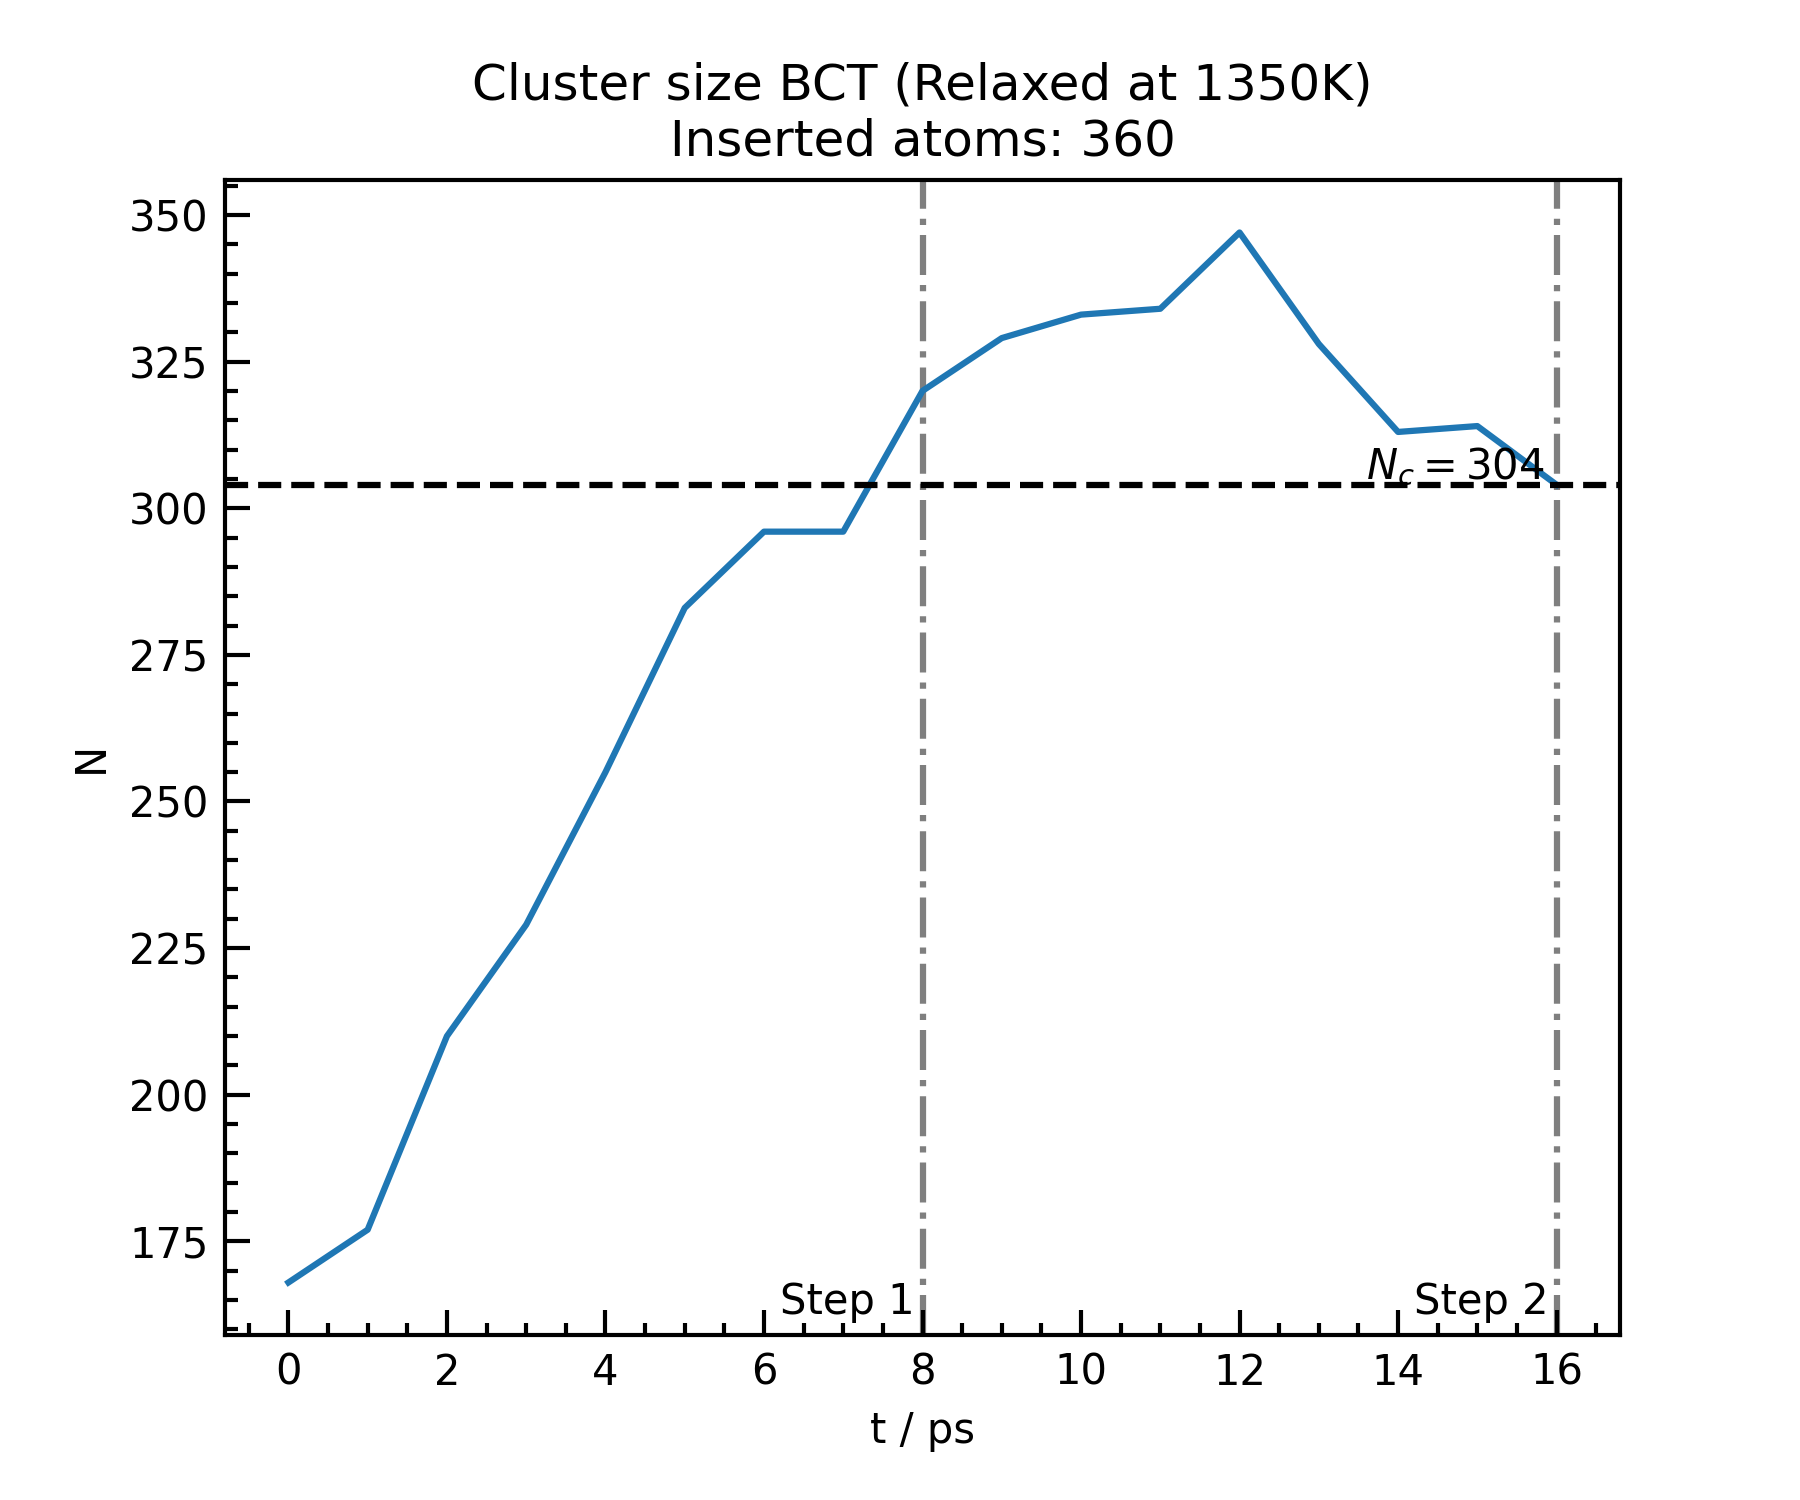 Cluster size BCT (Relaxed at 1350K)
Inserted atoms: 360
350
325
300
275
250
225
200
175
N
N_c = 304
Step 1
Step 2
0 2 4 6 8 10 12 14 16
t / ps